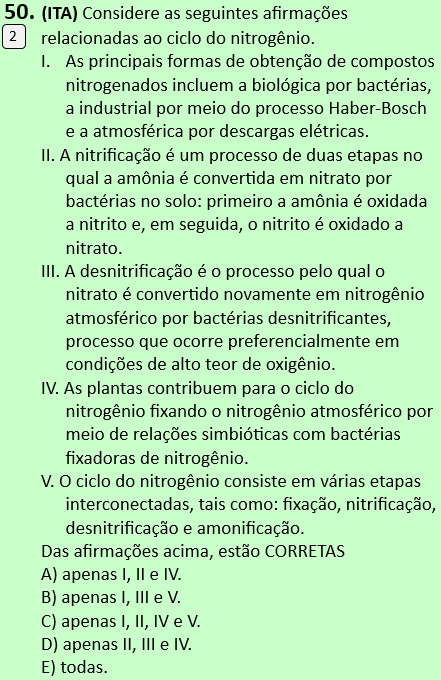 50. (ITA) Considere as seguintes afirmações
2 relacionadas ao ciclo do nitrogênio.
I. As principais formas de obtenção de compostos
nitrogenados incluem a biológica por bactérias,
a industrial por meio do processo Haber-Bosch
e a atmosférica por descargas elétricas.
II. A nitrificação é um processo de duas etapas no
qual a amônia é convertida em nitrato por
bactérias no solo: primeiro a amônia é oxidada
a nitrito e, em seguida, o nitrito é oxidado a
nitrato.
III. A desnitrificação é o processo pelo qual o
nitrato é convertido novamente em nitrogênio
atmosférico por bactérias desnitrificantes,
processo que ocorre preferencialmente em
condições de alto teor de oxigênio.
IV. As plantas contribuem para o ciclo do
nitrogênio fixando o nitrogênio atmosférico por
meio de relações simbióticas com bactérias
fixadoras de nitrogênio.
V. O ciclo do nitrogênio consiste em várias etapas
interconectadas, tais como: fixação, nitrificação,
desnitrificação e amonificação.
Das afirmações acima, estão CORRETAS
A) apenas I, II e IV.
B) apenas I, III e V.
C) apenas I, II, IV e V.
D) apenas II, III e IV.
E) todas.